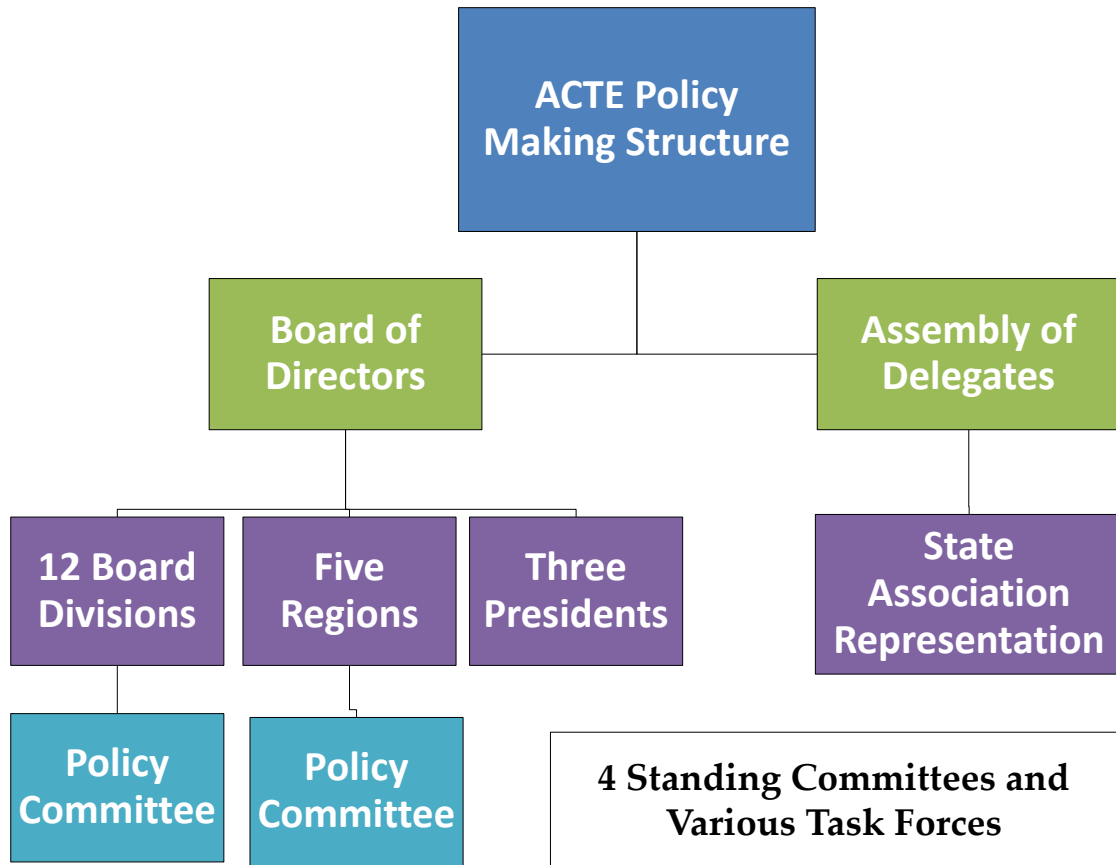 ACTE Policy
Making Structure
Board of
Directors
Assembly of
Delegates
12 Board
Divisions
Five
Regions
Three
Presidents
State
Association
Representation
Policy
Committee
Policy
Committee
4 Standing Committees and
Various Task Forces